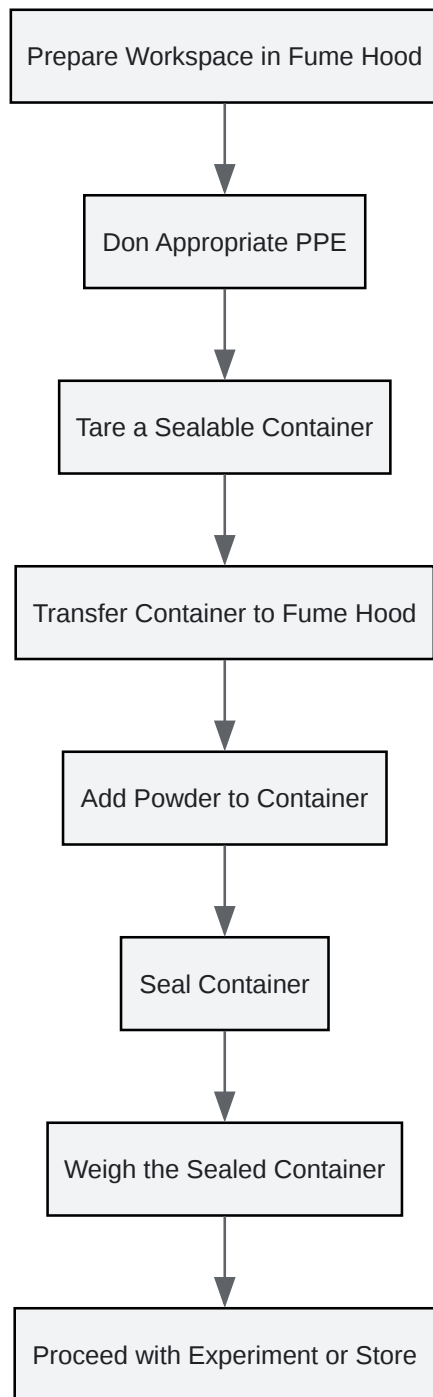 Prepare Workspace in Fume Hood
Don Appropriate PPE
Tare a Sealable Container
Transfer Container to Fume Hood
Add Powder to Container
Seal Container
Weigh the Sealed Container
Proceed with Experiment or Store